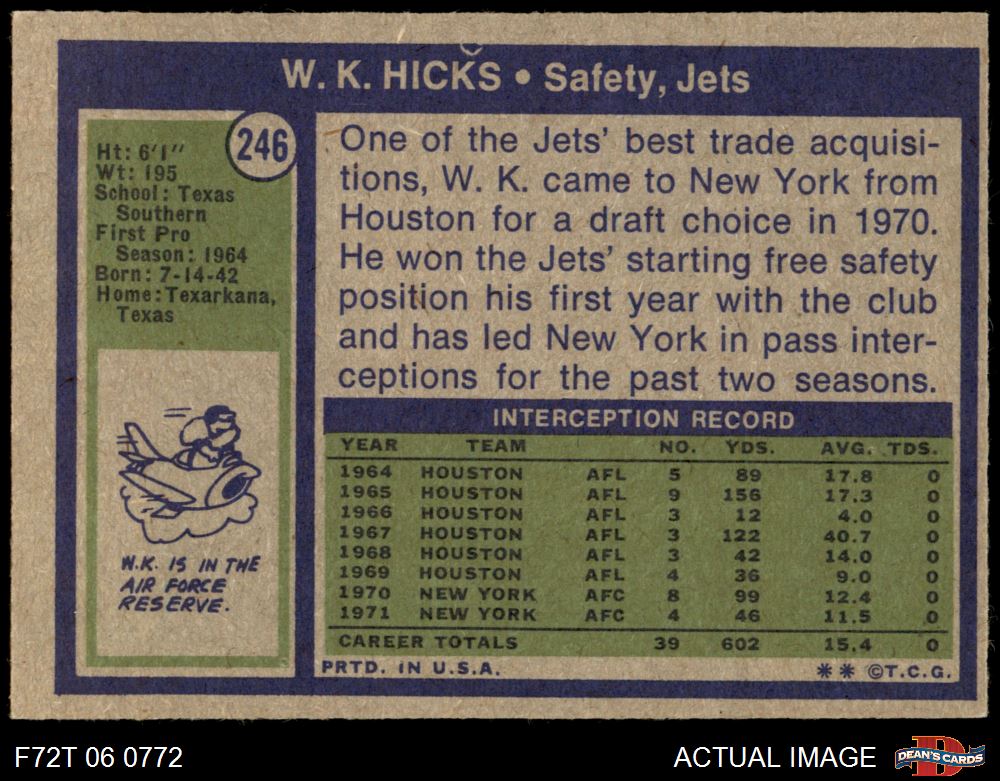 W. K. HICKS • Safety, Jets
246
Ht: 6'1"
Wt: 195
School: Texas
Southern
First Pro
Season: 1964
Born: 7-14-42
Home: Texarkana,
Texas
W.K. IS IN THE
AIR FORCE
RESERVE.
One of the Jets' best trade acquisi-
tions, W. K. came to New York from
Houston for a draft choice in 1970.
He won the Jets' starting free safety
position his first year with the club
and has led New York in pass inter-
ceptions for the past two seasons.
INTERCEPTION RECORD
YEAR TEAM NO. YDS. AVG. TDS.
1964 HOUSTON AFL 5 89 17.8 0
1965 HOUSTON AFL 9 156 17.3 0
1966 HOUSTON AFL 3 12 4.0 0
1967 HOUSTON AFL 3 122 40.7 0
1968 HOUSTON AFL 3 42 14.0 0
1969 HOUSTON AFL 4 36 9.0 0
1970 NEW YORK AFC 8 99 12.4 0
1971 NEW YORK AFC 4 46 11.5 0
CAREER TOTALS 39 602 15.4 0
PRTD. IN U.S.A. ** ©T.C.G.
F72T 06 0772 ACTUAL IMAGE D DEAN'S CARDS